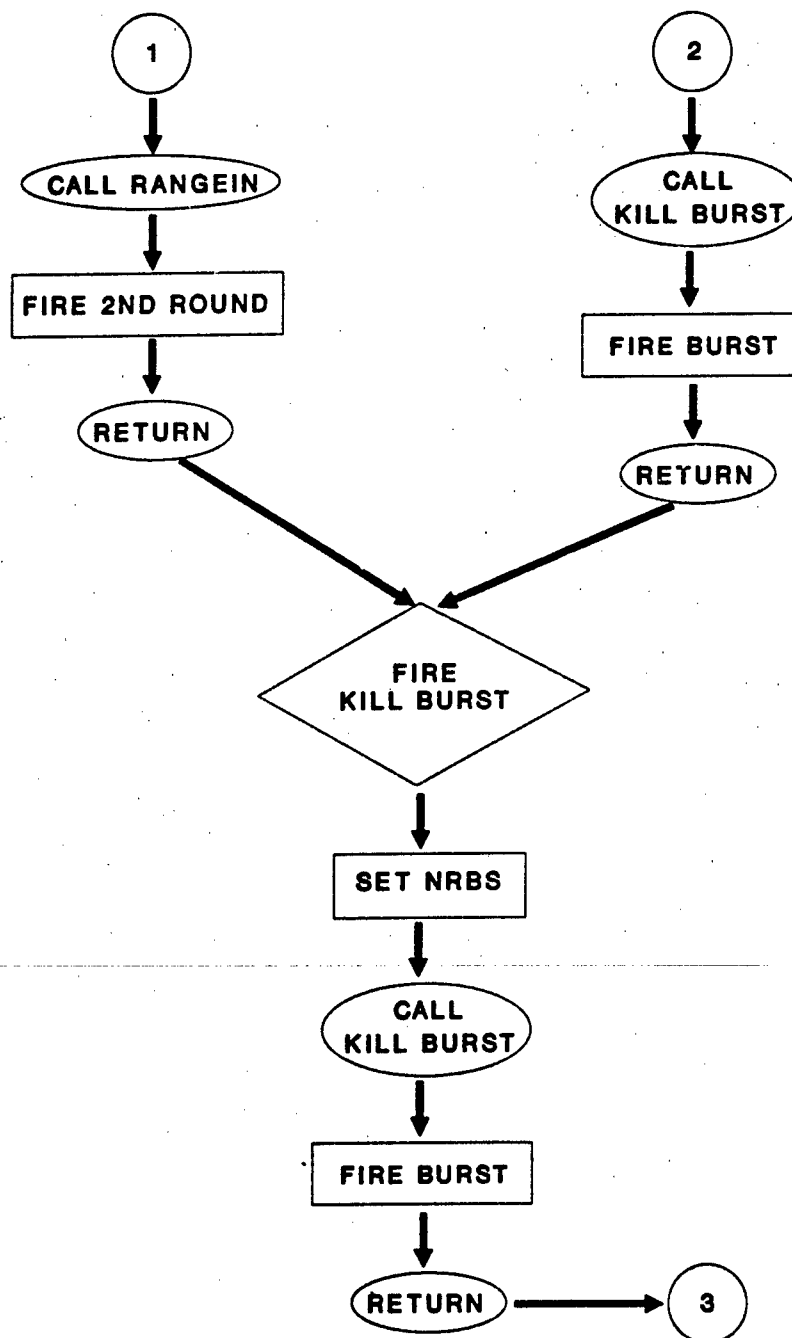 1
CALL RANGEIN
FIRE 2ND ROUND
RETURN
2
CALL
KILL BURST
FIRE BURST
RETURN
FIRE
KILL BURST
SET NRBS
CALL
KILL BURST
FIRE BURST
RETURN
3